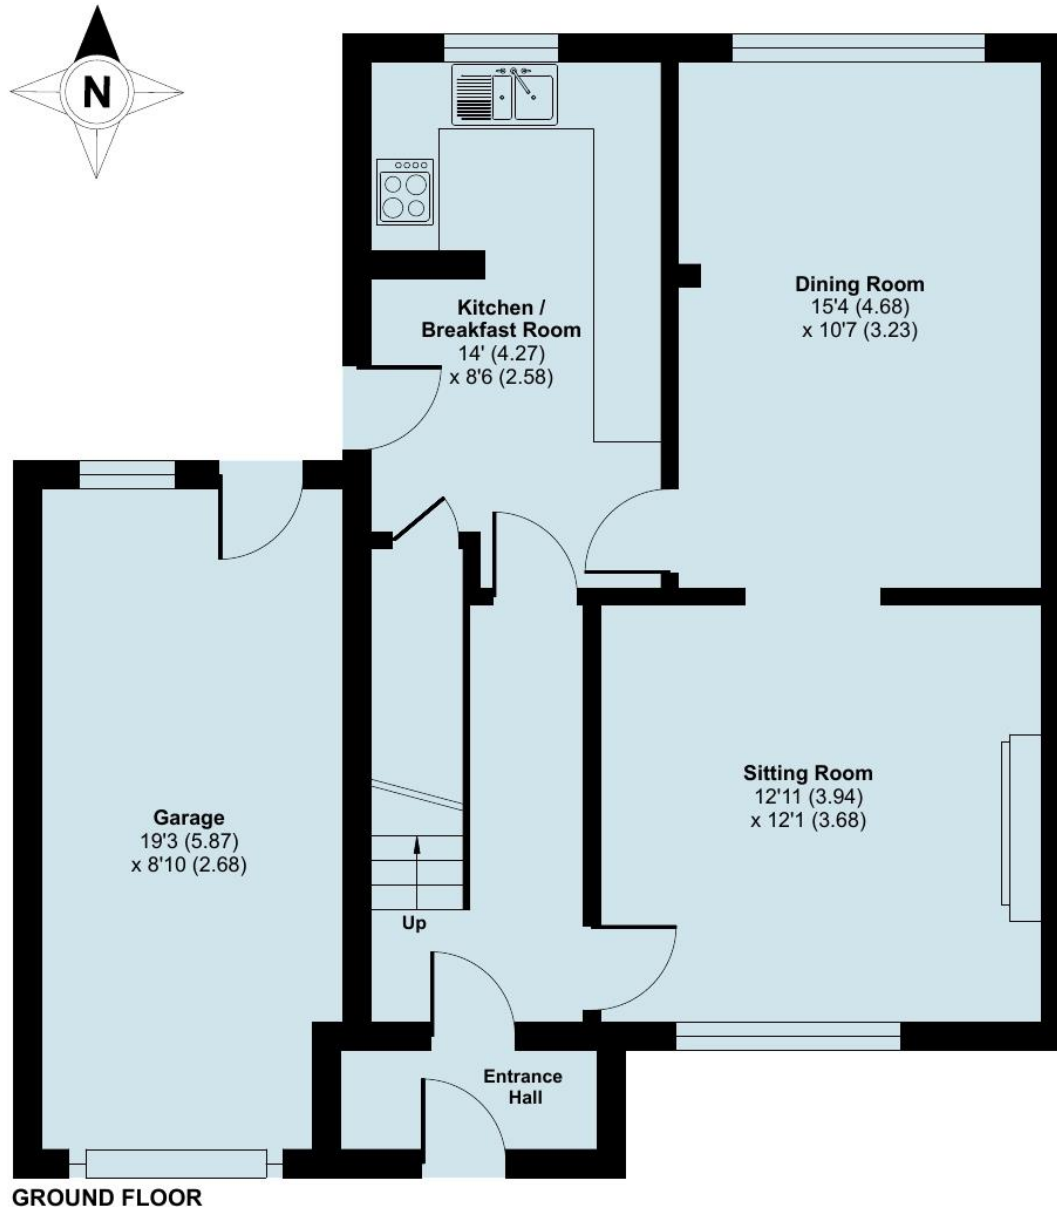 N
Kitchen /
Breakfast Room
14' (4.27)
x 8'6 (2.58)
Dining Room
15'4 (4.68)
x 10'7 (3.23)
Sitting Room
12'11 (3.94)
x 12'1 (3.68)
Garage
19'3 (5.87)
x 8'10 (2.68)
Up
Entrance
Hall
GROUND FLOOR